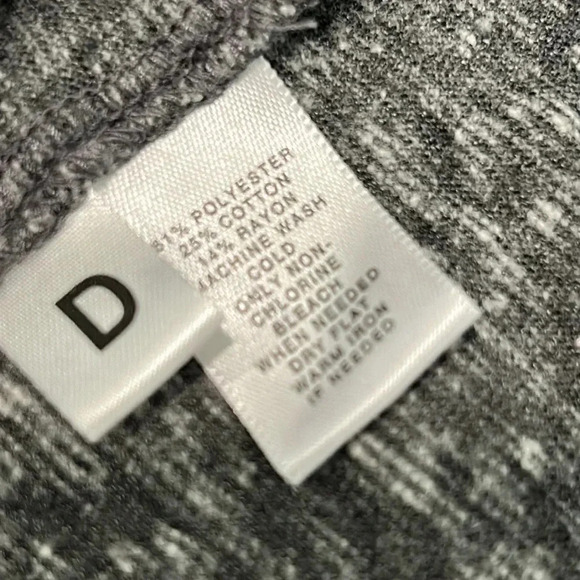 D
61% POLYESTER
25% COTTON
14% RAYON
MACHINE WASH
COLD
ONLY NON-
CHLORINE
BLEACH
WHEN NEEDED
DRY FLAT
WARM IRON
IF NEEDED